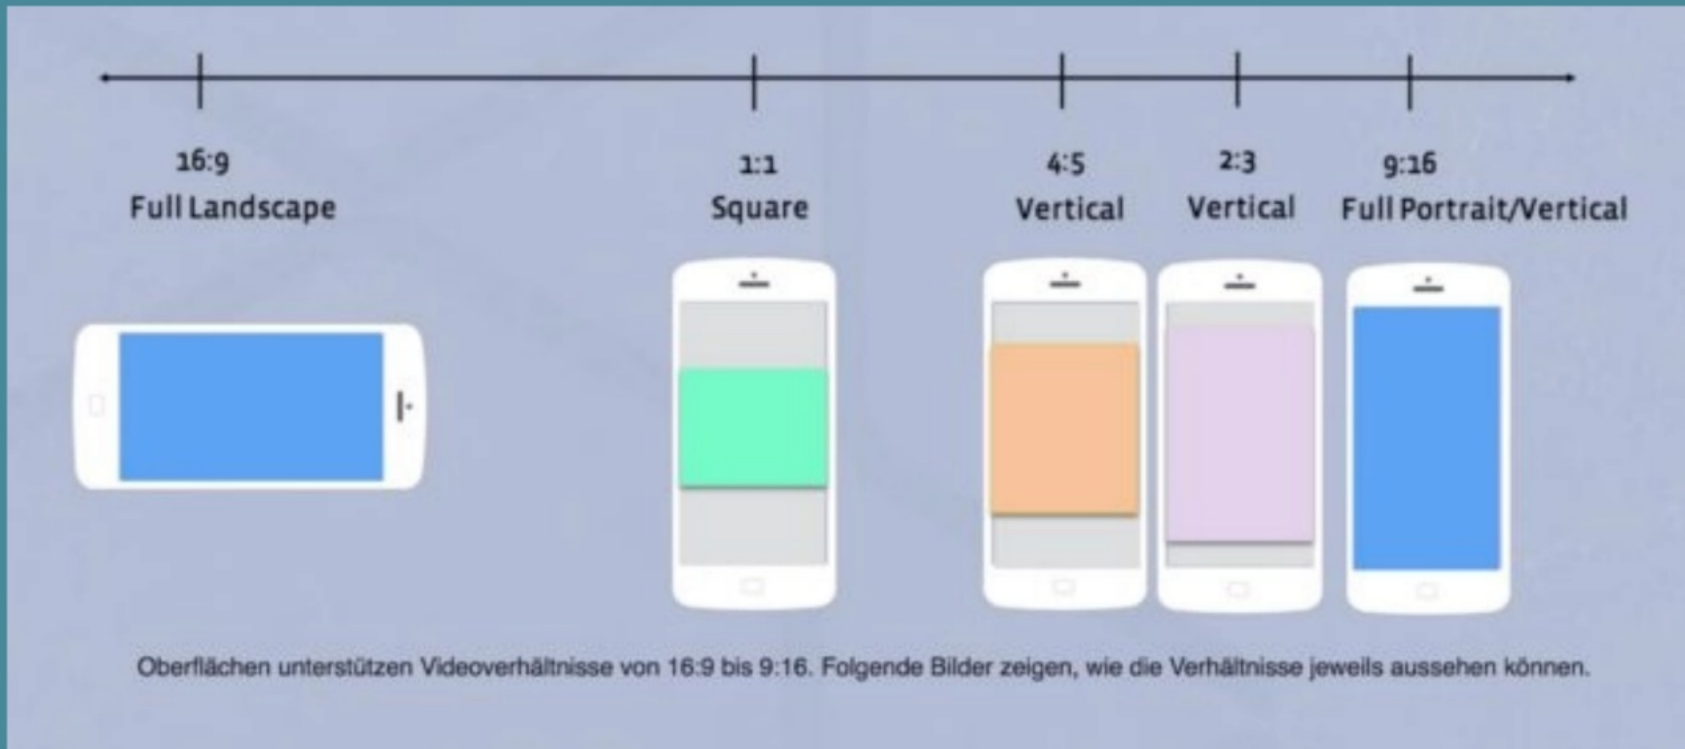 16:9
Full Landscape
1:1
Square
4:5
Vertical
2:3
Vertical
9:16
Full Portrait/Vertical
Oberflächen unterstützen Videoverhältnisse von 16:9 bis 9:16. Folgende Bilder zeigen, wie die Verhältnisse jeweils aussehen können.